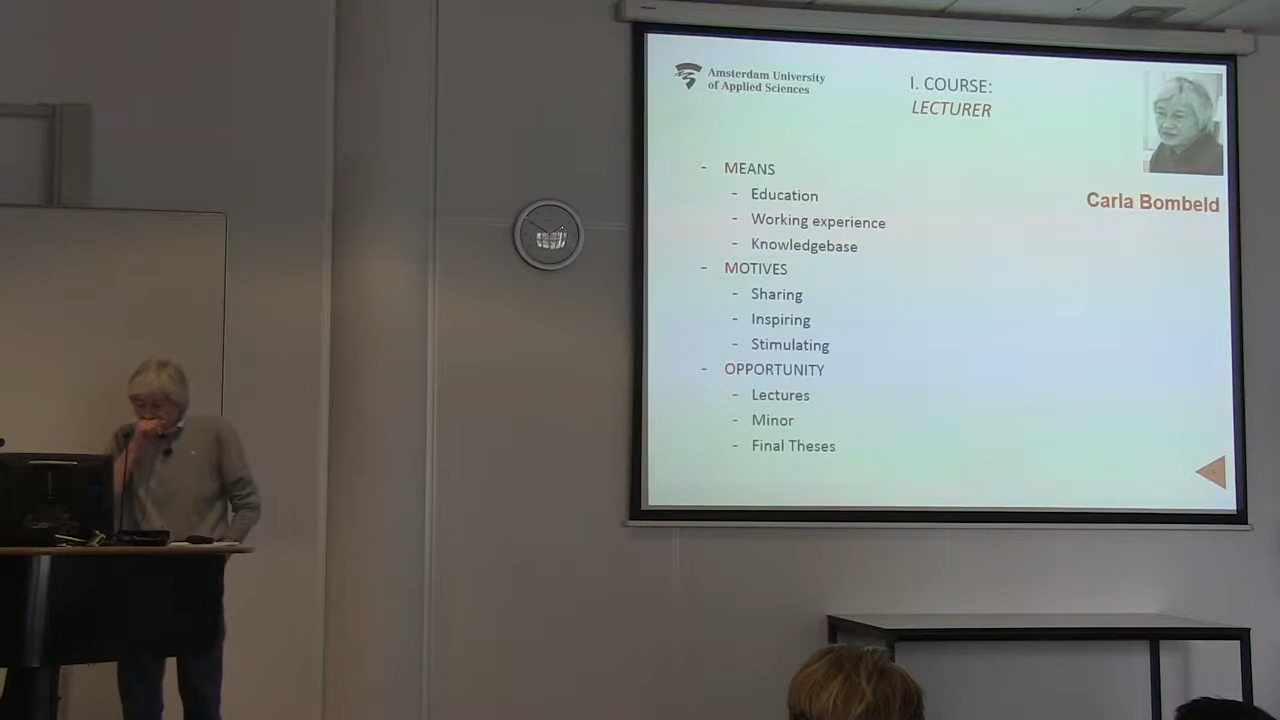 Amsterdam University
of Applied Sciences
I. COURSE:
LECTURER
- MEANS
- Education
- Working experience
- Knowledgebase
- MOTIVES
- Sharing
- Inspiring
- Stimulating
- OPPORTUNITY
- Lectures
- Minor
- Final Theses
Carla Bombeld